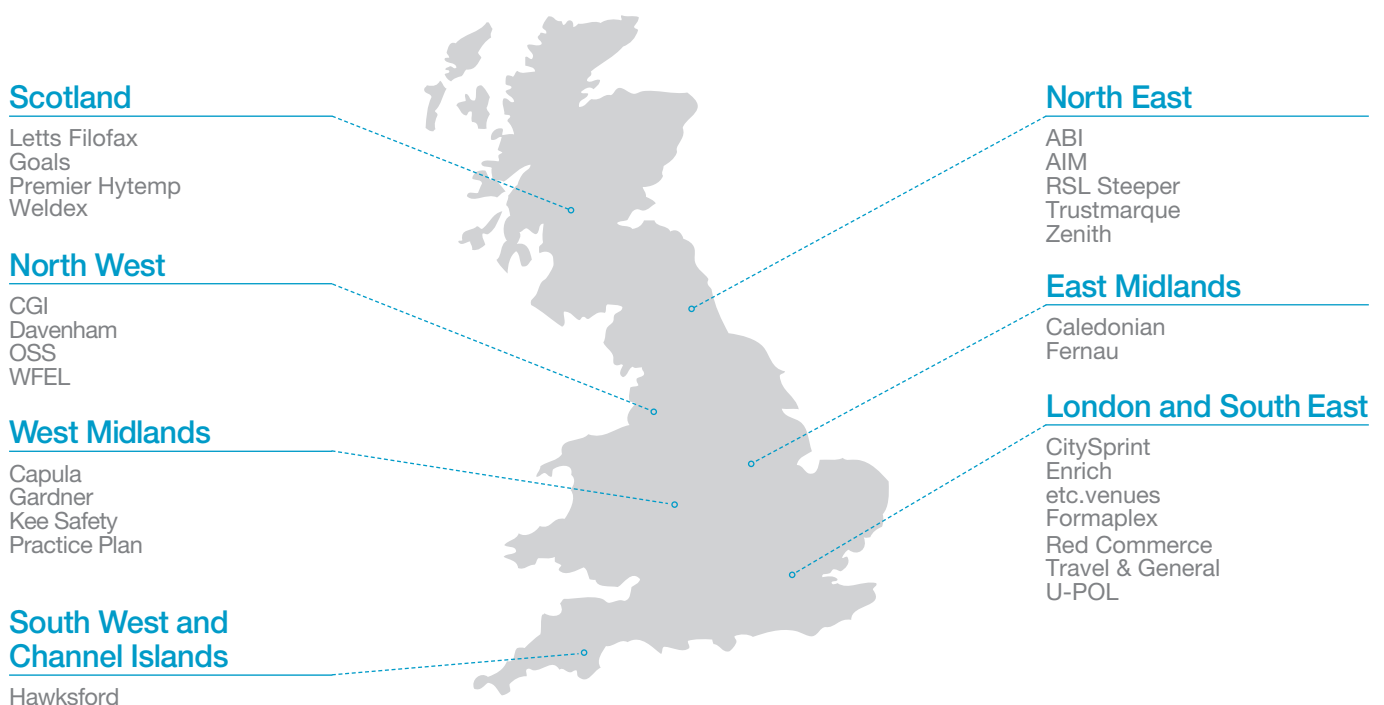 Scotland
Letts Filofax
Goals
Premier Hytemp
Weldex
North West
CGI
Davenham
OSS
WFEL
West Midlands
Capula
Gardner
Kee Safety
Practice Plan
South West and
Channel Islands
Hawksford
North East
ABI
AIM
RSL Steeper
Trustmarque
Zenith
East Midlands
Caledonian
Fernau
London and South East
CitySprint
Enrich
etc.venues
Formaplex
Red Commerce
Travel & General
U-POL